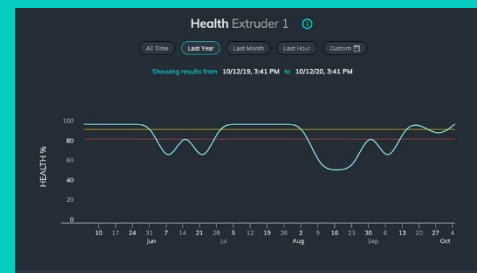 Health Extruder 1
All Time Last Year Last Month Last Hour Custom
Showing results from 10/12/19, 3:41 PM to 10/12/20, 3:41 PM
HEALTH %
100
80
60
40
20
0
10 17 24 31 7 14 21 28 5 12 19 26 2 9 16 23 30 6 13 20 27 4
Jun Jul Aug Sep Oct